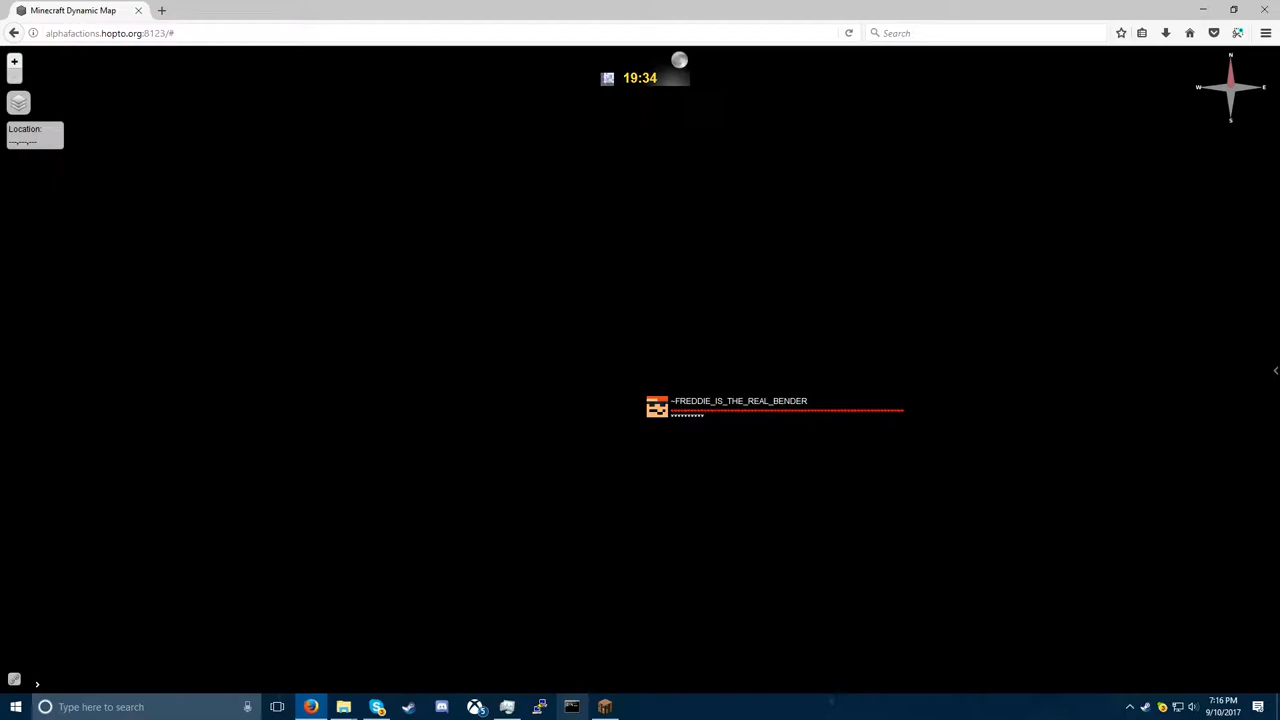 Minecraft Dynamic Map
alphafactions.hopto.org:8123/#
Search
+
19:34
N
W
E
S
Location:
---,---,---
~FREDDIE_IS_THE_REAL_BENDER
Type here to search
5
7:16 PM
9/10/2017